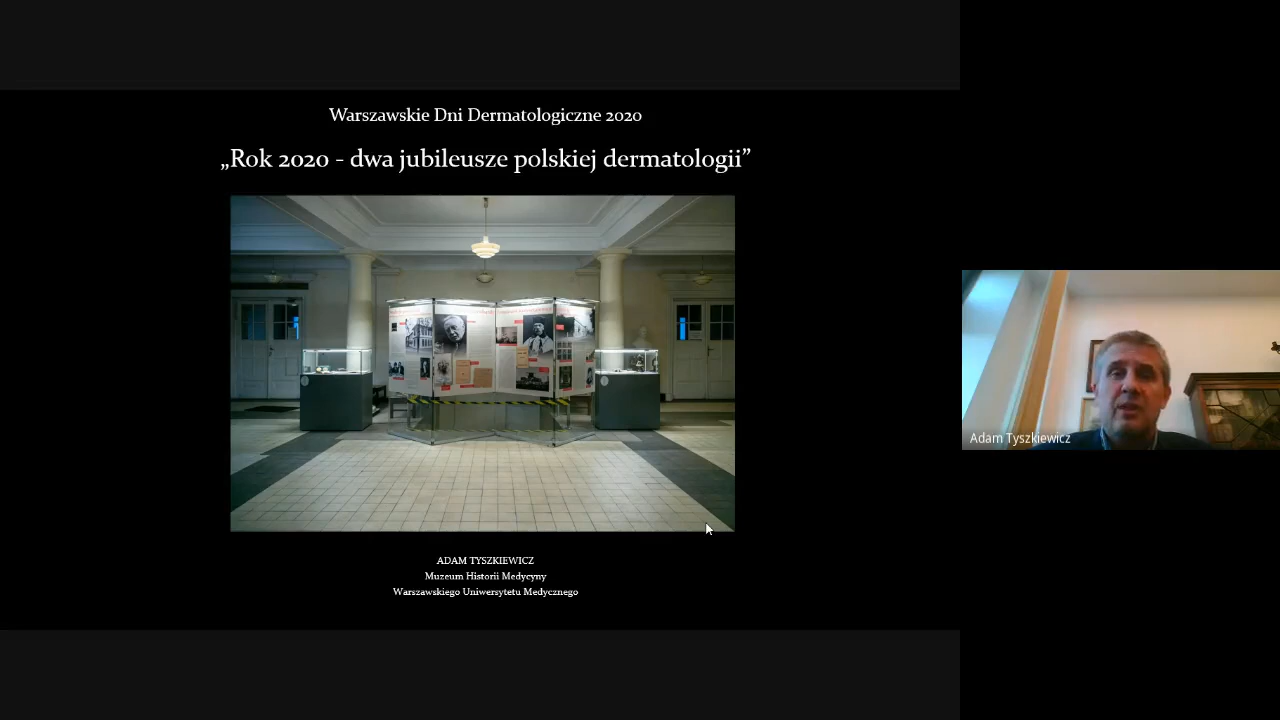 Warszawskie Dni Dermatologiczne 2020
„Rok 2020 - dwa jubileusze polskiej dermatologii”
ADAM TYSZKIEWICZ
Muzeum Historii Medycyny
Warszawskiego Uniwersytetu Medycznego
Adam Tyszkiewicz